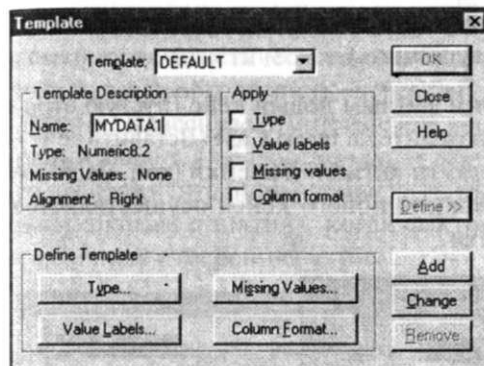 Template
Template: DEFAULT
OK
Template Description
Name: MYDATA1
Type: Numeric8.2
Missing Values: None
Alignment: Right
Apply
Type
Value labels
Missing values
Column format
Close
Help
Define >>
Define Template
Type...
Missing Values...
Value Labels...
Column Format...
Add
Change
Remove